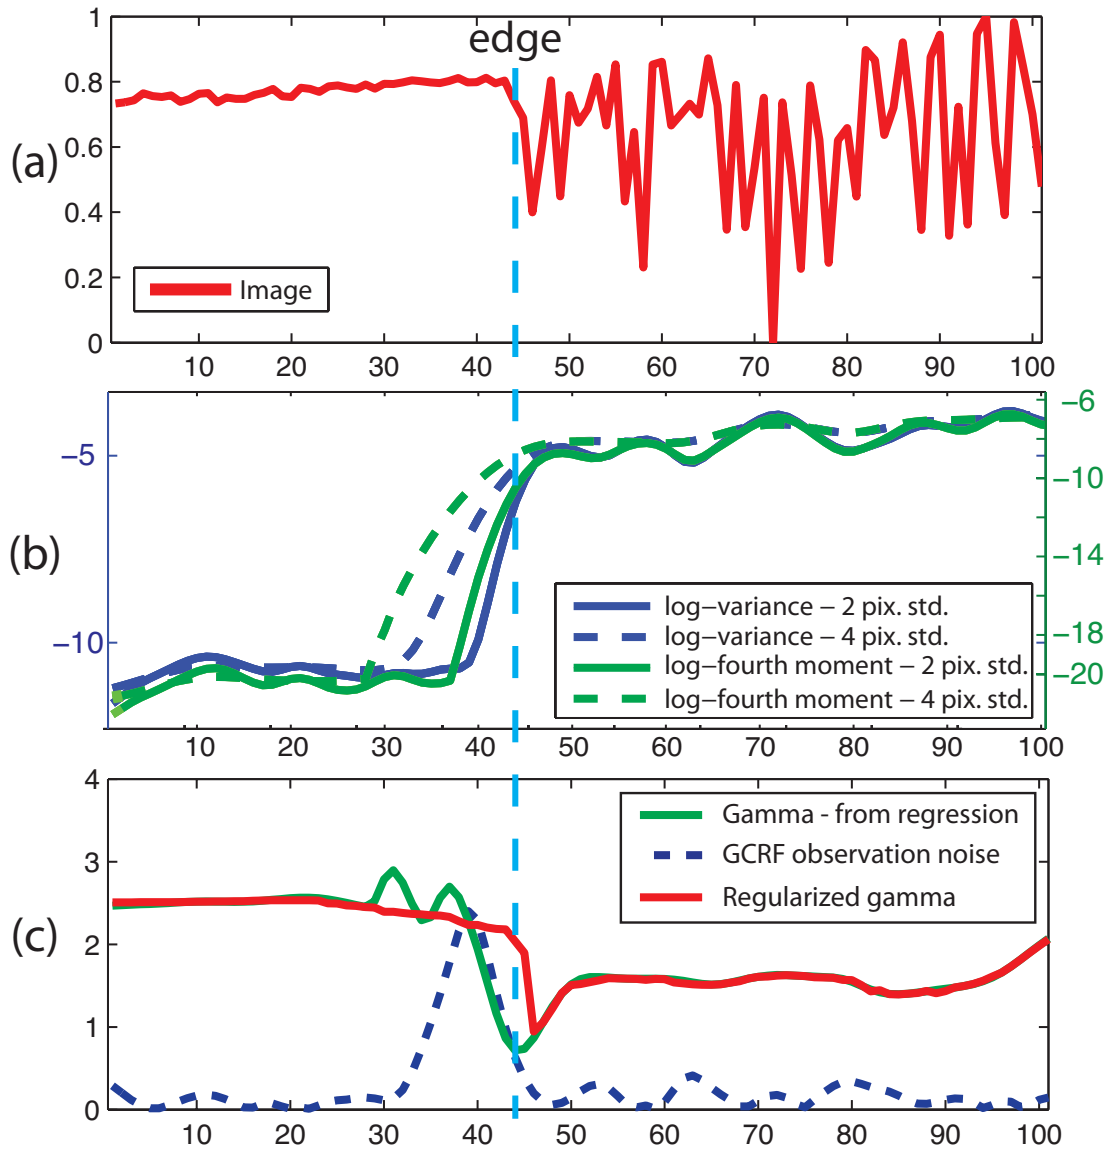 edge
(a)
1
0.8
0.6
0.4
0.2
0
Image
10 20 30 40 50 60 70 80 90 100
(b)
−5
−10
−6
−8
−10
−14
−18
−20
log−variance − 2 pix. std.
log−variance − 4 pix. std.
log−fourth moment − 2 pix. std.
log−fourth moment − 4 pix. std.
10 20 30 40 50 60 70 80 90 100
(c)
4
3
2
1
0
Gamma - from regression
GCRF observation noise
Regularized gamma
10 20 30 40 50 60 70 80 90 100